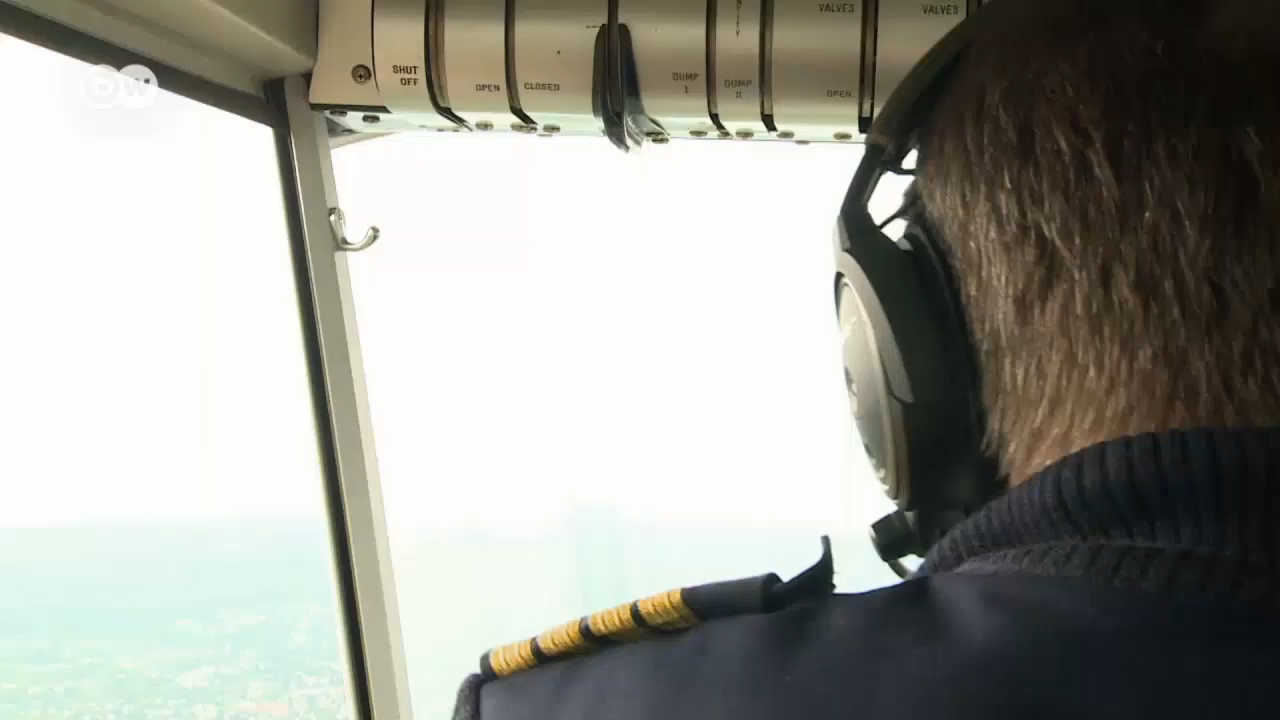 DW
SHUT
OFF
OPEN
CLOSED
DUMP
I
DUMP
II
VALVES
OPEN
VALVES